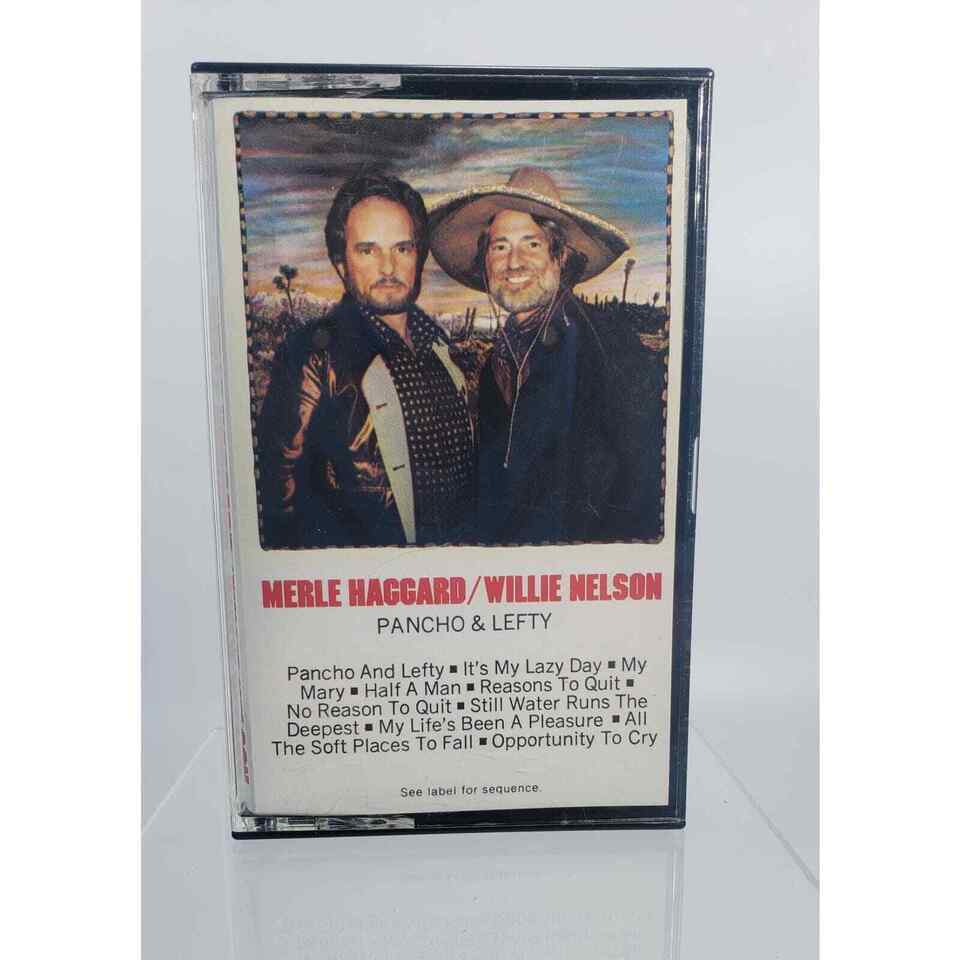 MERLE HAGGARD/WILLIE NELSON
PANCHO & LEFTY
Pancho And Lefty ▪ It's My Lazy Day ▪ My
Mary ▪ Half A Man ▪ Reasons To Quit ▪
No Reason To Quit ▪ Still Water Runs The
Deepest ▪ My Life's Been A Pleasure ▪ All
The Soft Places To Fall ▪ Opportunity To Cry
See label for sequence.